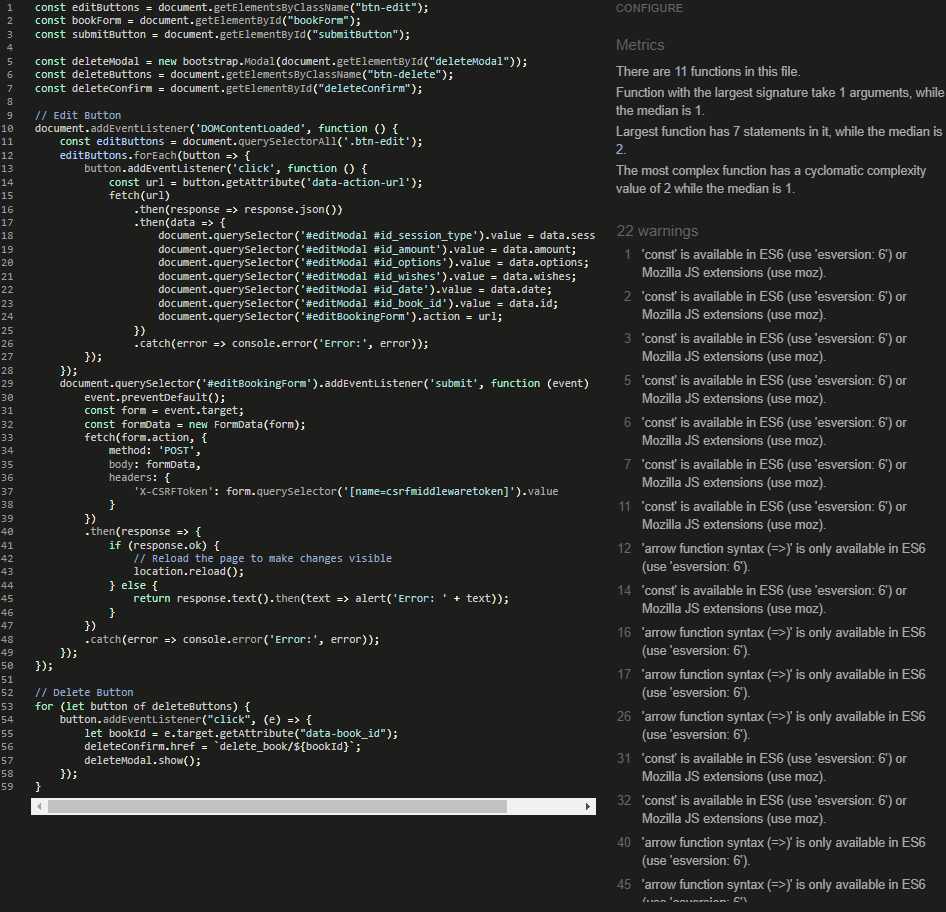 1 const editButtons = document.getElementsByClassName("btn-edit");
2 const bookForm = document.getElementById("bookForm");
3 const submitButton = document.getElementById("submitButton");
4
5 const deleteModal = new bootstrap.Modal(document.getElementById("deleteModal"));
6 const deleteButtons = document.getElementsByClassName("btn-delete");
7 const deleteConfirm = document.getElementById("deleteConfirm");
8
9 // Edit Button
10 document.addEventListener('DOMContentLoaded', function () {
11     const editButtons = document.querySelectorAll('.btn-edit');
12     editButtons.forEach(button => {
13         button.addEventListener('click', function () {
14             const url = button.getAttribute('data-action-url');
15             fetch(url)
16                 .then(response => response.json())
17                 .then(data => {
18                     document.querySelector('#editModal #id_session_type').value = data.sess
19                     document.querySelector('#editModal #id_amount').value = data.amount;
20                     document.querySelector('#editModal #id_options').value = data.options;
21                     document.querySelector('#editModal #id_wishes').value = data.wishes;
22                     document.querySelector('#editModal #id_date').value = data.date;
23                     document.querySelector('#editModal #id_book_id').value = data.id;
24                     document.querySelector('#editBookingForm').action = url;
25                 })
26                 .catch(error => console.error('Error:', error));
27         });
28     });
29     document.querySelector('#editBookingForm').addEventListener('submit', function (event)
30         event.preventDefault();
31         const form = event.target;
32         const formData = new FormData(form);
33         fetch(form.action, {
34             method: 'POST',
35             body: formData,
36             headers: {
37                 'X-CSRFToken': form.querySelector('[name=csrfmiddlewaretoken]').value
38             }
39         })
40         .then(response => {
41             if (response.ok) {
42                 // Reload the page to make changes visible
43                 location.reload();
44             } else {
45                 return response.text().then(text => alert('Error: ' + text));
46             }
47         })
48         .catch(error => console.error('Error:', error));
49     });
50 });
51
52 // Delete Button
53 for (let button of deleteButtons) {
54     button.addEventListener("click", (e) => {
55         let bookId = e.target.getAttribute("data-book_id");
56         deleteConfirm.href = `delete_book/${bookId}`;
57         deleteModal.show();
58     });
59 }
CONFIGURE
Metrics
There are 11 functions in this file.
Function with the largest signature take 1 arguments, while
the median is 1.
Largest function has 7 statements in it, while the median is
2.
The most complex function has a cyclomatic complexity
value of 2 while the median is 1.
22 warnings
1 'const' is available in ES6 (use 'esversion: 6') or
Mozilla JS extensions (use moz).
2 'const' is available in ES6 (use 'esversion: 6') or
Mozilla JS extensions (use moz).
3 'const' is available in ES6 (use 'esversion: 6') or
Mozilla JS extensions (use moz).
5 'const' is available in ES6 (use 'esversion: 6') or
Mozilla JS extensions (use moz).
6 'const' is available in ES6 (use 'esversion: 6') or
Mozilla JS extensions (use moz).
7 'const' is available in ES6 (use 'esversion: 6') or
Mozilla JS extensions (use moz).
11 'const' is available in ES6 (use 'esversion: 6') or
Mozilla JS extensions (use moz).
12 'arrow function syntax (=>)' is only available in ES6
(use 'esversion: 6').
14 'const' is available in ES6 (use 'esversion: 6') or
Mozilla JS extensions (use moz).
16 'arrow function syntax (=>)' is only available in ES6
(use 'esversion: 6').
17 'arrow function syntax (=>)' is only available in ES6
(use 'esversion: 6').
26 'arrow function syntax (=>)' is only available in ES6
(use 'esversion: 6').
31 'const' is available in ES6 (use 'esversion: 6') or
Mozilla JS extensions (use moz).
32 'const' is available in ES6 (use 'esversion: 6') or
Mozilla JS extensions (use moz).
40 'arrow function syntax (=>)' is only available in ES6
(use 'esversion: 6').
45 'arrow function syntax (=>)' is only available in ES6